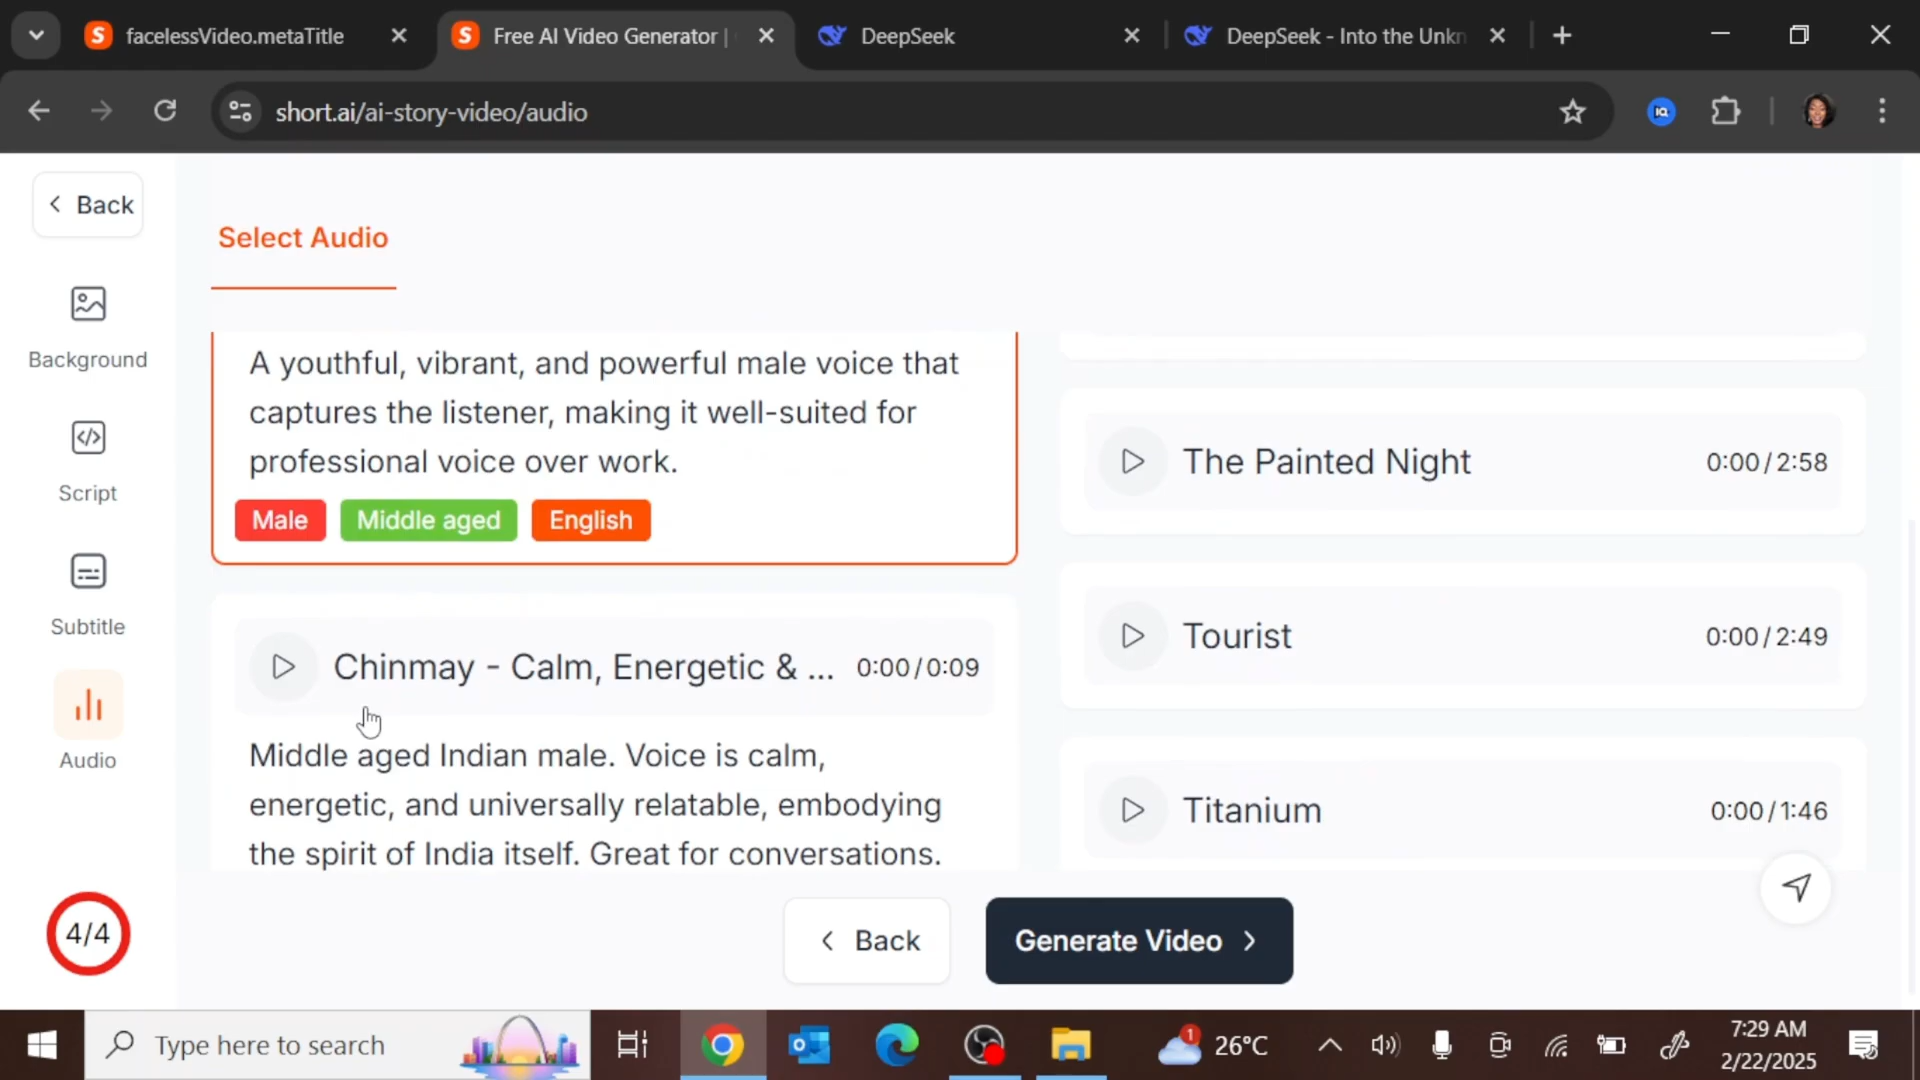 facelessVideo.metaTitle
Free AI Video Generator |
DeepSeek
DeepSeek - Into the Unkn
short.ai/ai-story-video/audio
IQ
Back
Background
Script
Subtitle
Audio
4/4
Select Audio
A youthful, vibrant, and powerful male voice that
captures the listener, making it well-suited for
professional voice over work.
Male
Middle aged
English
Chinmay - Calm, Energetic & ...
0:00/0:09
Middle aged Indian male. Voice is calm,
energetic, and universally relatable, embodying
the spirit of India itself. Great for conversations.
The Painted Night
0:00/2:58
Tourist
0:00/2:49
Titanium
0:00/1:46
Back
Generate Video
Type here to search
1
26°C
7:29 AM
2/22/2025